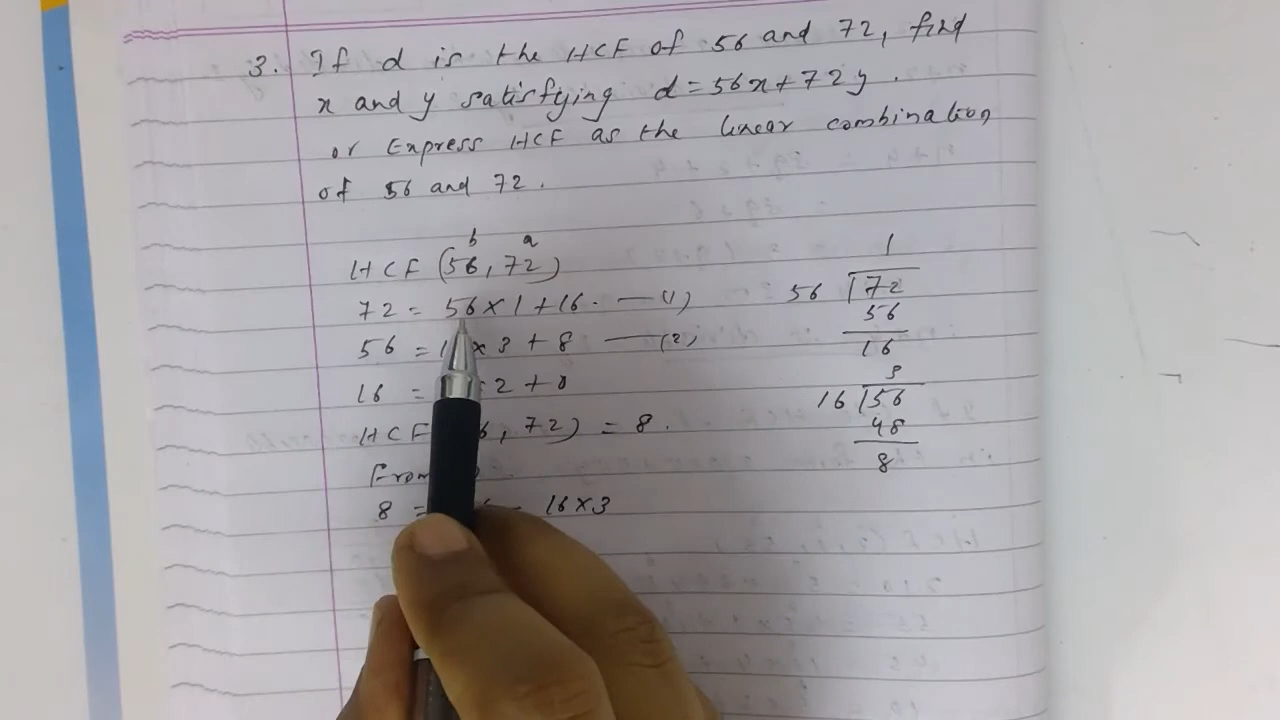 3. If d is the HCF of 56 and 72, find
x and y satisfying d=56x+72y.
or Express HCF as the linear combination
of 56 and 72.
b a
HCF (56, 72)
72 = 56×1+16. — (1)
56 = 1 × 3 + 8 — (2)
16 = 2 + 0
HCF 6, 72) = 8.
From
8 = - 16×3
1
56 72
56
16
3
16 56
48
8